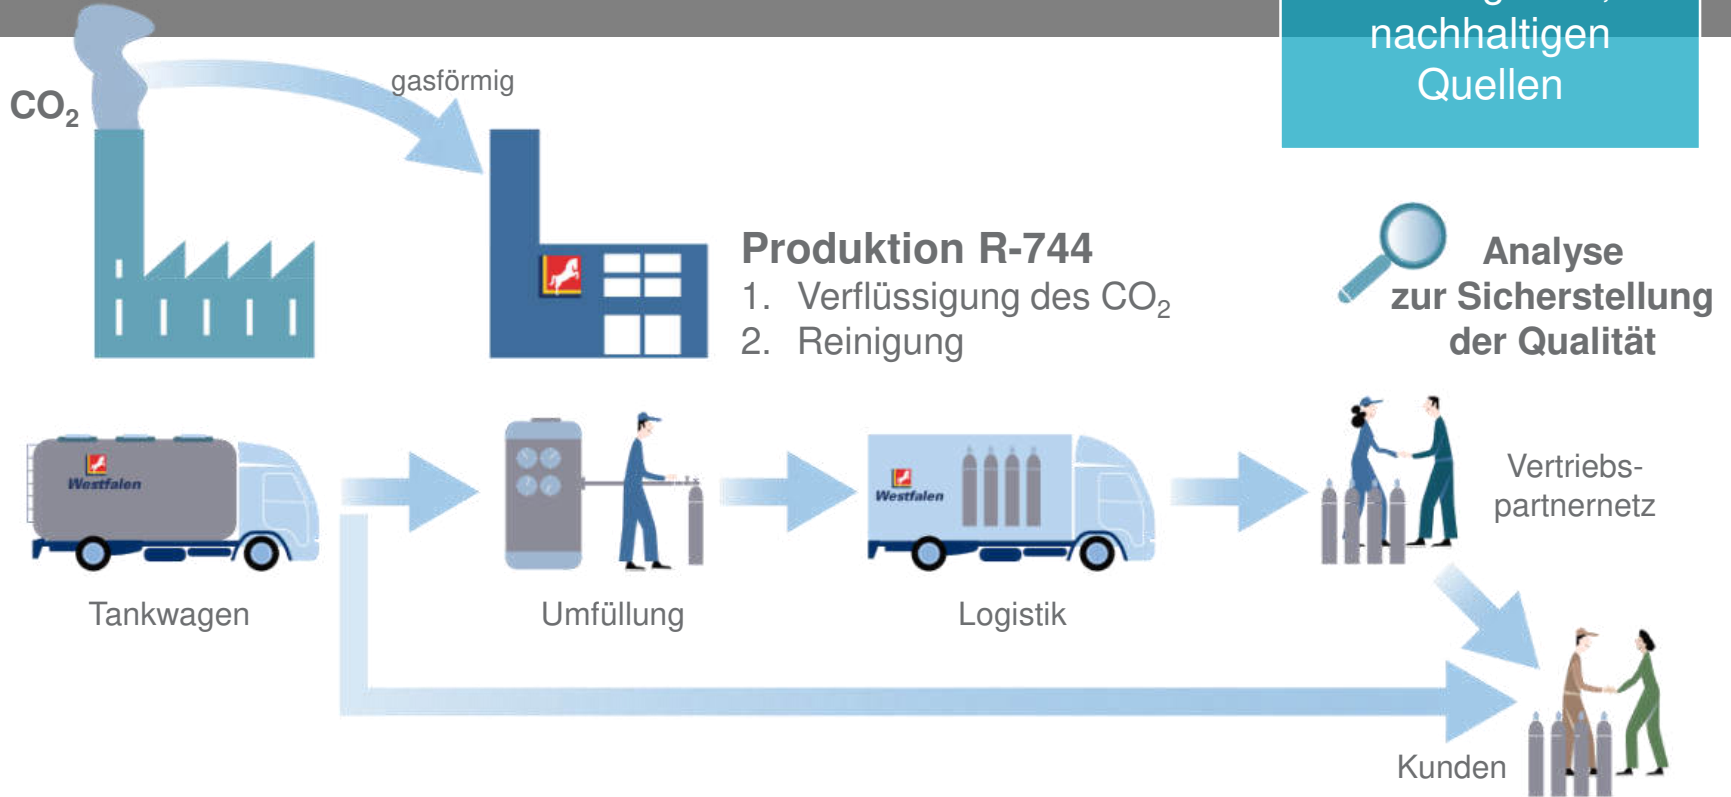 nachhaltigen
Quellen
CO₂
gasförmig
Produktion R-744
1. Verflüssigung des CO₂
2. Reinigung
Analyse
zur Sicherstellung
der Qualität
Westfalen
Westfalen
Vertriebs-
partnernetz
Tankwagen
Umfüllung
Logistik
Kunden